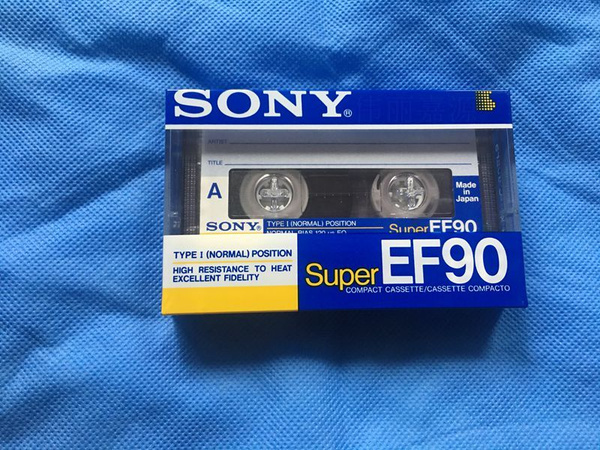 SONY®
ARTIST
TITLE
A
Made in
Japan
SONY® TYPE I (NORMAL) POSITION
NORMAL BIAS 120 μs EQ
Super EF90
TYPE I (NORMAL) POSITION
HIGH RESISTANCE TO HEAT
EXCELLENT FIDELITY
Super EF90
COMPACT CASSETTE/CASSETTE COMPACTO